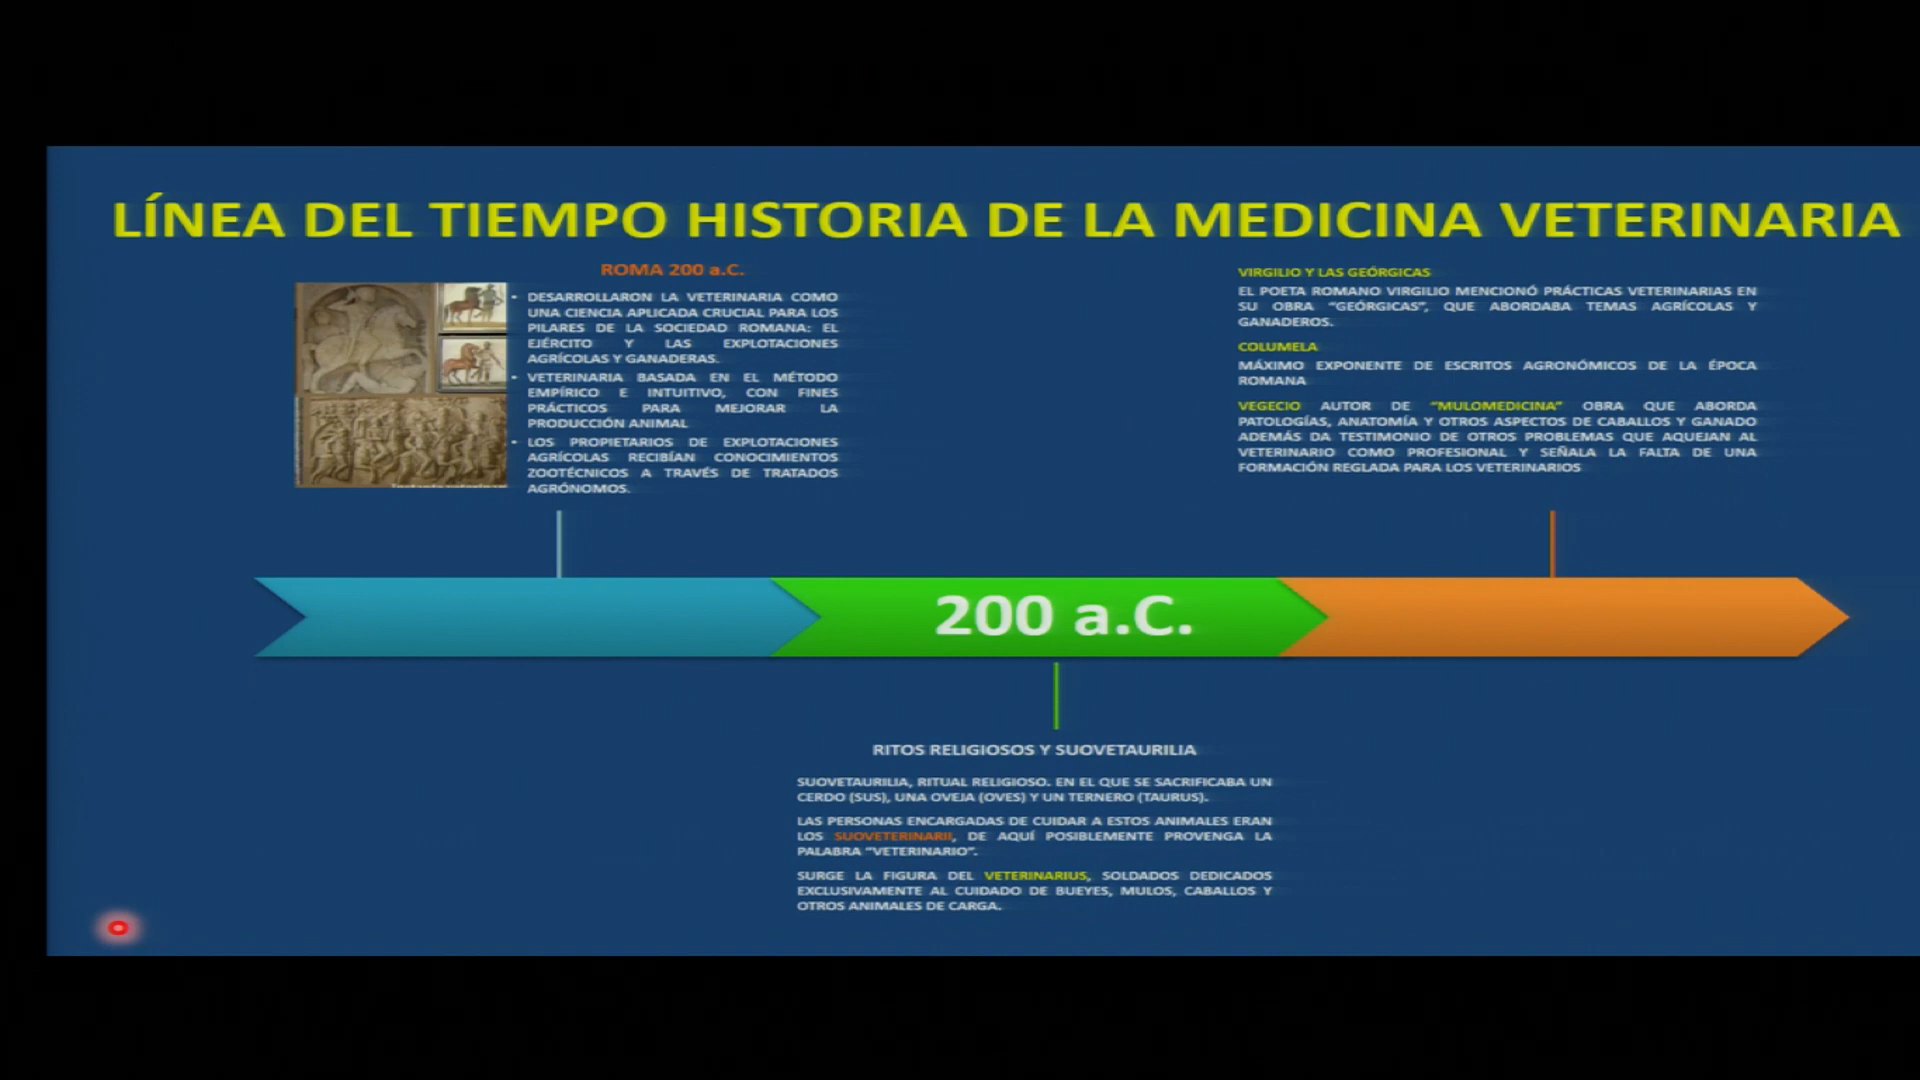 LÍNEA DEL TIEMPO HISTORIA DE LA MEDICINA VETERINARIA
ROMA 200 a.C.
• DESARROLLARON LA VETERINARIA COMO
UNA CIENCIA APLICADA CRUCIAL PARA LOS
PILARES DE LA SOCIEDAD ROMANA: EL
EJÉRCITO Y LAS EXPLOTACIONES
AGRÍCOLAS Y GANADERAS.
• VETERINARIA BASADA EN EL MÉTODO
EMPÍRICO E INTUITIVO, CON FINES
PRÁCTICOS PARA MEJORAR LA
PRODUCCIÓN ANIMAL
• LOS PROPIETARIOS DE EXPLOTACIONES
AGRÍCOLAS RECIBÍAN CONOCIMIENTOS
ZOOTÉCNICOS A TRAVÉS DE TRATADOS
AGRÓNOMOS.
VIRGILIO Y LAS GEÓRGICAS
EL POETA ROMANO VIRGILIO MENCIONÓ PRÁCTICAS VETERINARIAS EN
SU OBRA "GEÓRGICAS", QUE ABORDABA TEMAS AGRÍCOLAS Y
GANADEROS.
COLUMELA
MÁXIMO EXPONENTE DE ESCRITOS AGRONÓMICOS DE LA ÉPOCA
ROMANA
VEGECIO AUTOR DE "MULOMEDICINA" OBRA QUE ABORDA
PATOLOGÍAS, ANATOMÍA Y OTROS ASPECTOS DE CABALLOS Y GANADO
ADEMÁS DA TESTIMONIO DE OTROS PROBLEMAS QUE AQUEJAN AL
VETERINARIO COMO PROFESIONAL Y SEÑALA LA FALTA DE UNA
FORMACIÓN REGLADA PARA LOS VETERINARIOS
200 a.C.
RITOS RELIGIOSOS Y SUOVETAURILIA
SUOVETAURILIA, RITUAL RELIGIOSO. EN EL QUE SE SACRIFICABA UN
CERDO (SUS), UNA OVEJA (OVES) Y UN TERNERO (TAURUS).
LAS PERSONAS ENCARGADAS DE CUIDAR A ESTOS ANIMALES ERAN
LOS SUOVETERINARII, DE AQUÍ POSIBLEMENTE PROVENGA LA
PALABRA "VETERINARIO".
SURGE LA FIGURA DEL VETERINARIUS, SOLDADOS DEDICADOS
EXCLUSIVAMENTE AL CUIDADO DE BUEYES, MULOS, CABALLOS Y
OTROS ANIMALES DE CARGA.